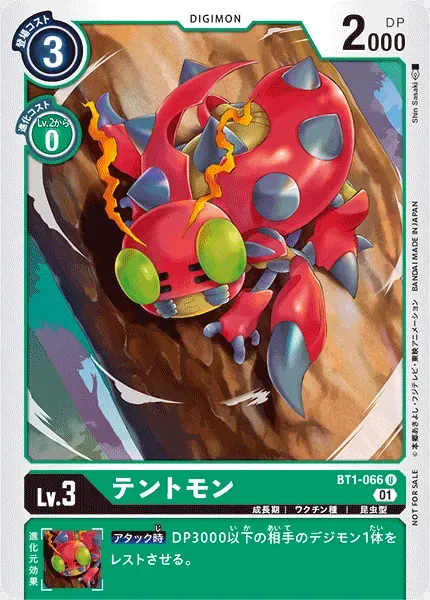 DIGIMON
登場コスト
3
DP
2000
進化コスト
Lv.2から
0
Shin Sasaki
BANDAI MADE IN JAPAN
©本郷あきよし・フジテレビ・東映アニメーション
NOT FOR SALE
BT1-066 U
01
Lv.3
テントモン
成長期 | ワクチン種 | 昆虫型
進化元効果
アタック時 DP3000以下の相手のデジモン1体を
レストさせる。